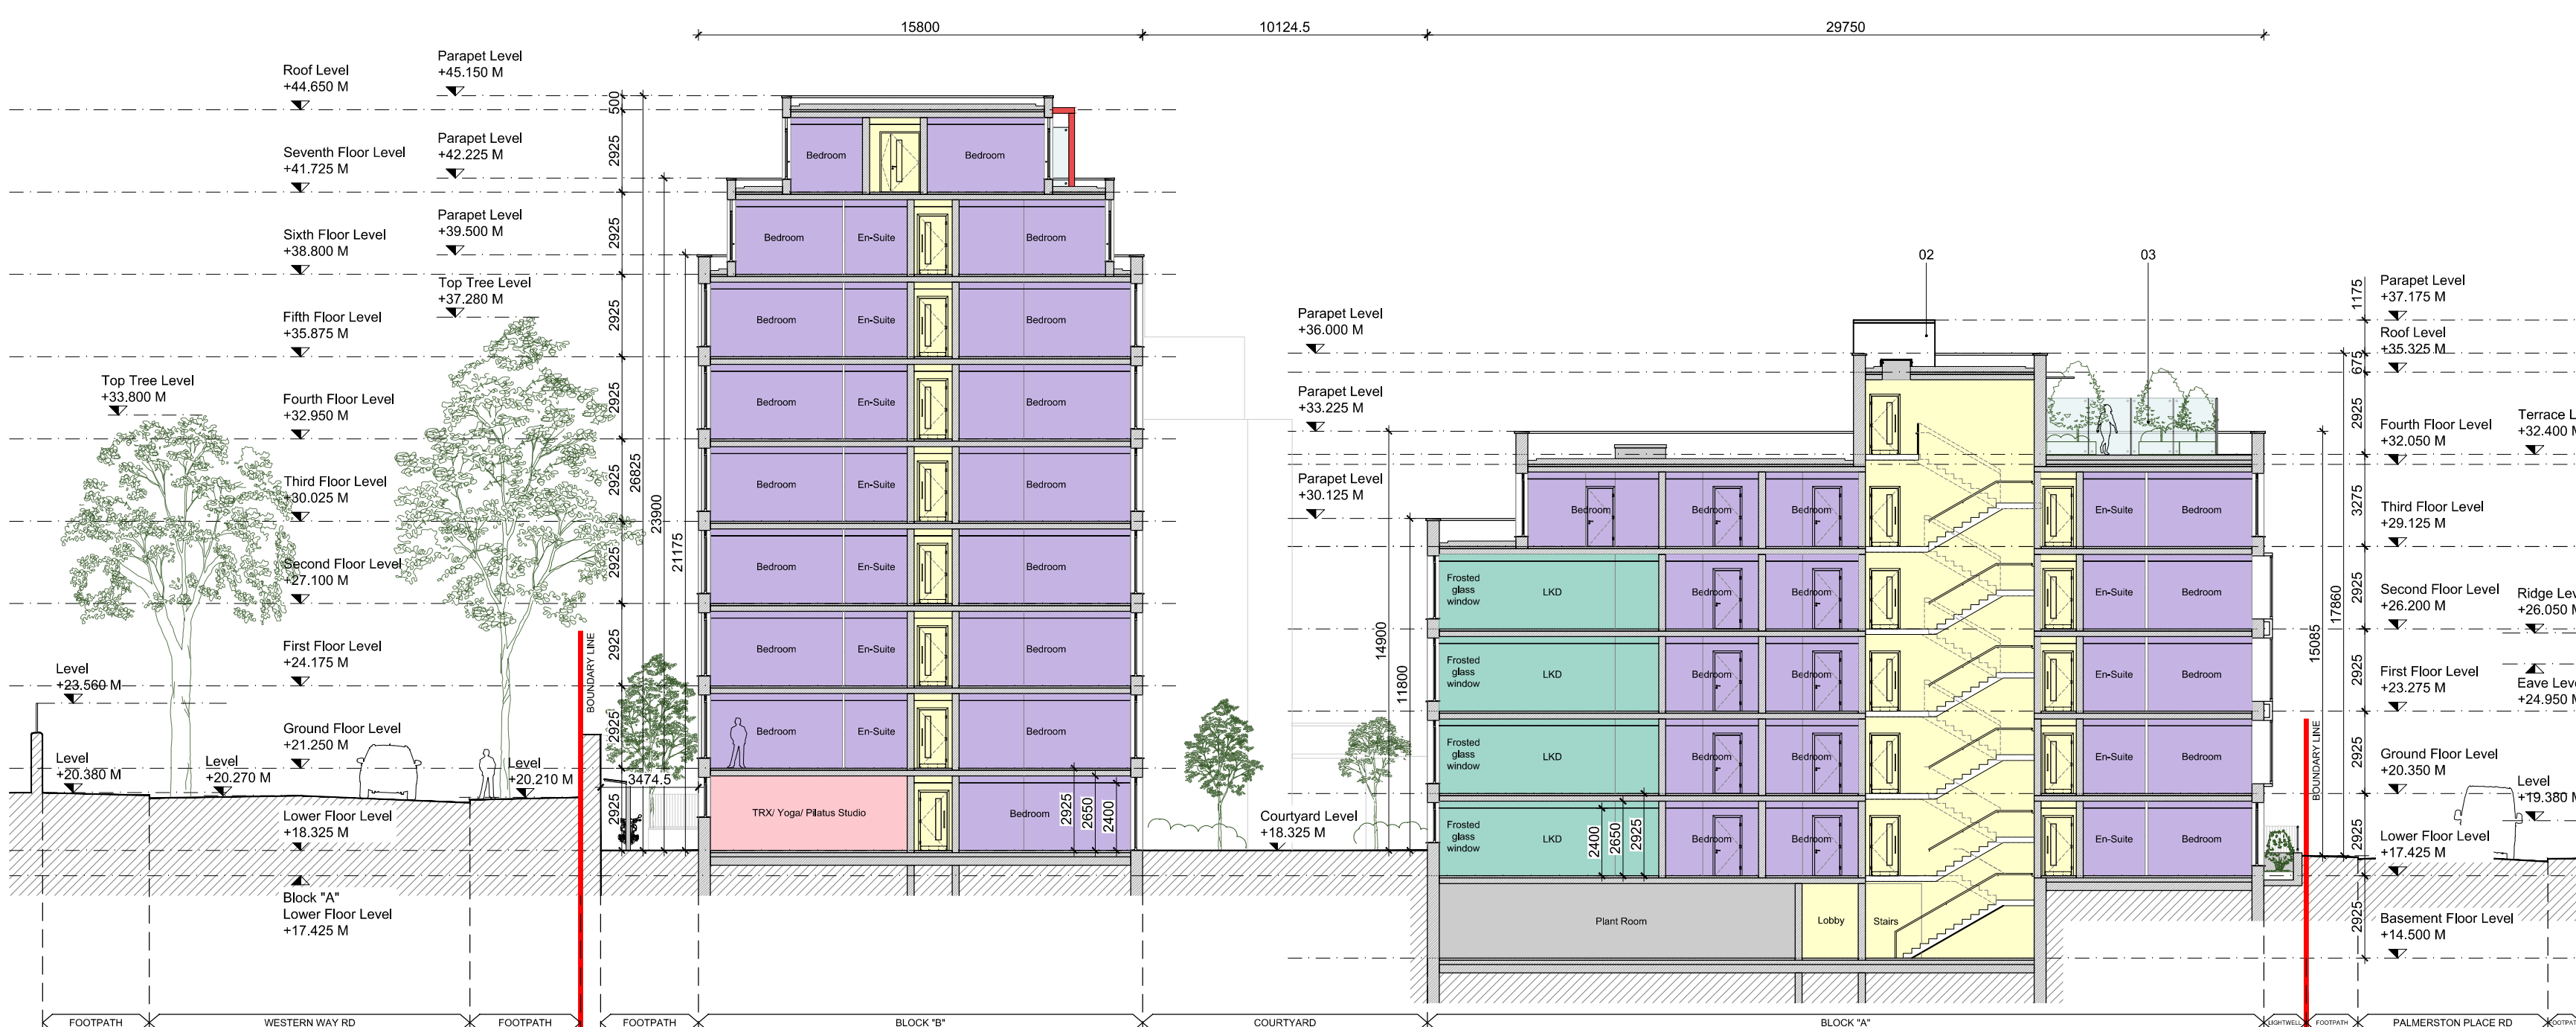 15800
10124.5
29750
Roof Level
+44.650 M
Parapet Level
+45.150 M
Seventh Floor Level
+41.725 M
Parapet Level
+42.225 M
Sixth Floor Level
+38.800 M
Parapet Level
+39.500 M
Fifth Floor Level
+35.875 M
Top Tree Level
+37.280 M
Top Tree Level
+33.800 M
Fourth Floor Level
+32.950 M
Third Floor Level
+30.025 M
Second Floor Level
+27.100 M
First Floor Level
+24.175 M
Level
+23.560 M
Ground Floor Level
+21.250 M
Level
+20.380 M
Level
+20.270 M
Level
+20.210 M
Lower Floor Level
+18.325 M
Block "A"
Lower Floor Level
+17.425 M
BOUNDARY LINE
500
2925
2925
2925
2925
2925
2925
2925
2925
2925
26825
23900
21175
3474.5
Bedroom
Bedroom
Bedroom
En-Suite
Bedroom
Bedroom
En-Suite
Bedroom
Bedroom
En-Suite
Bedroom
Bedroom
En-Suite
Bedroom
Bedroom
En-Suite
Bedroom
Bedroom
En-Suite
Bedroom
Bedroom
En-Suite
Bedroom
TRX/ Yoga/ Pilatus Studio
Bedroom
2925
2650
2400
Parapet Level
+36.000 M
Parapet Level
+33.225 M
Parapet Level
+30.125 M
Courtyard Level
+18.325 M
14900
11800
02
03
Bedroom
Bedroom
Bedroom
En-Suite
Bedroom
Frosted
glass
window
LKD
Bedroom
Bedroom
En-Suite
Bedroom
Frosted
glass
window
LKD
Bedroom
Bedroom
En-Suite
Bedroom
Frosted
glass
window
LKD
Bedroom
Bedroom
En-Suite
Bedroom
Frosted
glass
window
LKD
2400
2650
2925
Bedroom
Bedroom
En-Suite
Bedroom
Plant Room
Lobby
Stairs
BOUNDARY LINE
15085
17860
1175
675
2925
3275
2925
2925
2925
2925
2925
Parapet Level
+37.175 M
Roof Level
+35.325 M
Fourth Floor Level
+32.050 M
Terrace L
+32.400 M
Third Floor Level
+29.125 M
Second Floor Level
+26.200 M
Ridge Lev
+26.050 M
First Floor Level
+23.275 M
Eave Leve
+24.950 M
Ground Floor Level
+20.350 M
Level
+19.380 M
Lower Floor Level
+17.425 M
Basement Floor Level
+14.500 M
FOOTPATH
WESTERN WAY RD
FOOTPATH
FOOTPATH
BLOCK "B"
COURTYARD
BLOCK "A"
LIGHTWELL
FOOTPATH
PALMERSTON PLACE RD
FOOTPAT